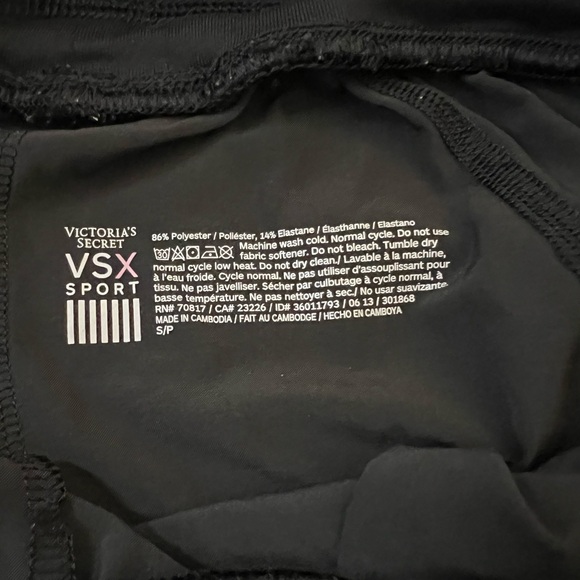 VICTORIA'S
SECRET
VSX
SPORT
86% Polyester / Poliéster, 14% Elastane / Élasthanne / Elastano
Machine wash cold. Normal cycle. Do not use
fabric softener. Do not bleach. Tumble dry
normal cycle low heat. Do not dry clean./ Lavable à la machine,
à l'eau froide. Cycle normal. Ne pas utiliser d'assouplissant pour
tissu. Ne pas javelliser. Sécher par culbutage à cycle normal, à
basse température. Ne pas nettoyer à sec./ No usar suavizante
RN# 70817 / CA# 23226 / ID# 36011793 / 06 13 / 301868
MADE IN CAMBODIA / FAIT AU CAMBODGE / HECHO EN CAMBOYA
S/P